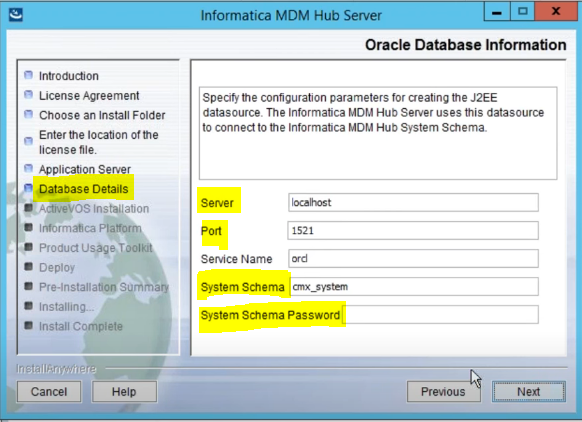 Informatica MDM Hub Server
Oracle Database Information
Introduction
License Agreement
Choose an Install Folder
Enter the location of the
license file.
Application Server
Database Details
ActiveVOS Installation
Informatica Platform
Product Usage Toolkit
Deploy
Pre-Installation Summary
Installing...
Install Complete
Specify the configuration parameters for creating the J2EE
datasource. The Informatica MDM Hub Server uses this datasource
to connect to the Informatica MDM Hub System Schema.
Server localhost
Port 1521
Service Name orcl
System Schema cmx_system
System Schema Password
InstallAnywhere
Cancel Help Previous Next